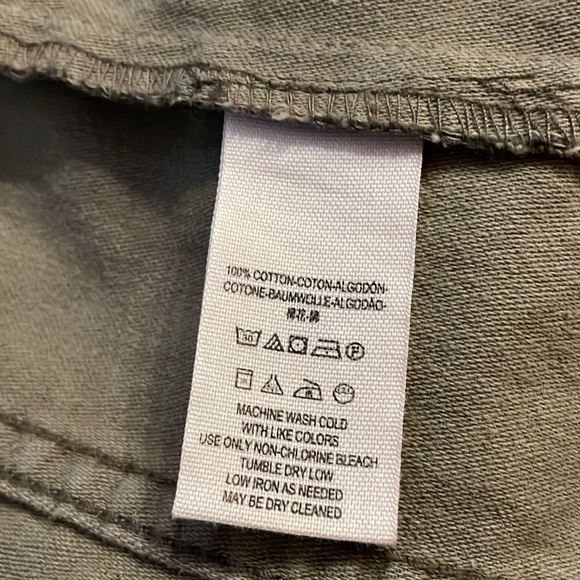 100% COTTON-COTON-ALGODÓN-
COTONE-BAUMWOLLE-ALGODÃO-
棉花-綿
30 P
MACHINE WASH COLD
WITH LIKE COLORS
USE ONLY NON-CHLORINE BLEACH
TUMBLE DRY LOW
LOW IRON AS NEEDED
MAY BE DRY CLEANED